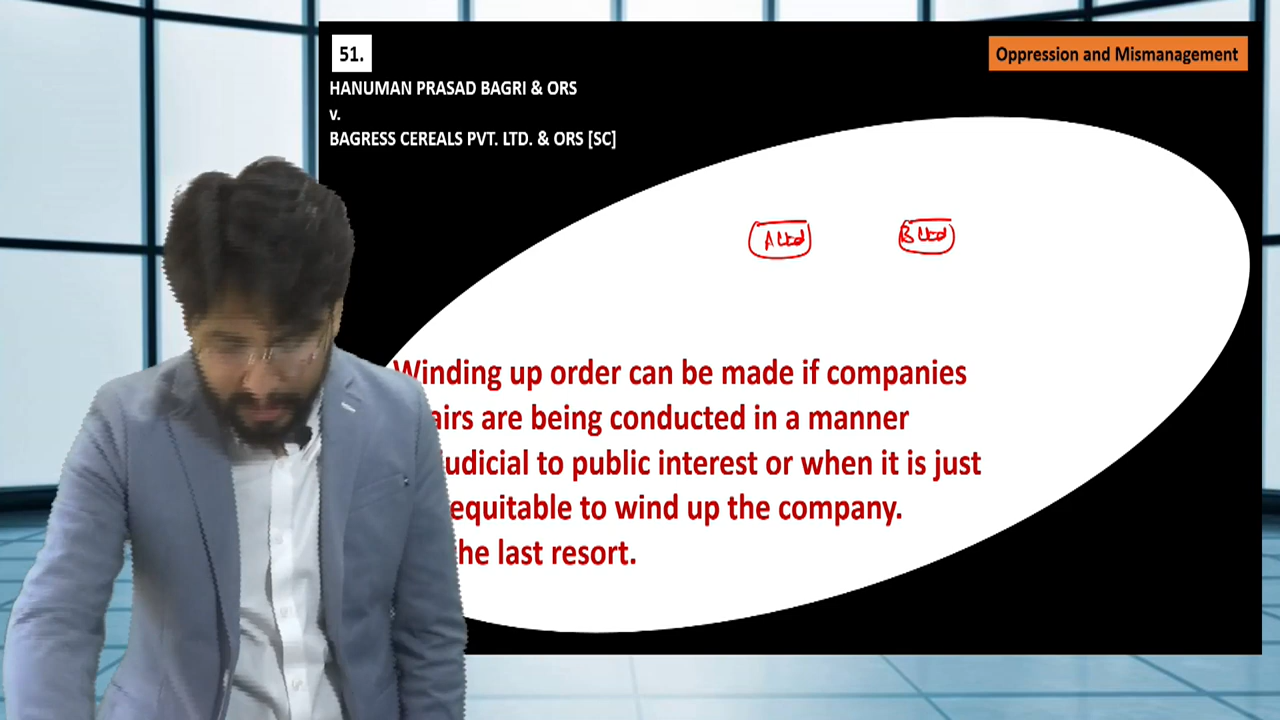 51.
Oppression and Mismanagement
HANUMAN PRASAD BAGRI & ORS
v.
BAGRESS CEREALS PVT. LTD. & ORS [SC]
A Ltd
B Ltd
Winding up order can be made if companies
airs are being conducted in a manner
udicial to public interest or when it is just
equitable to wind up the company.
he last resort.